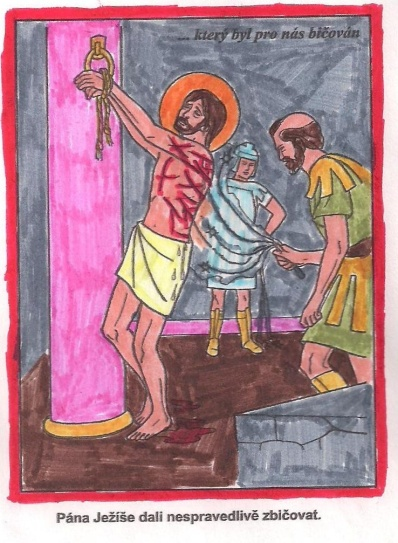 ... který byl pro nás bičován
Pána Ježíše dali nespravedlivě zbičovat.